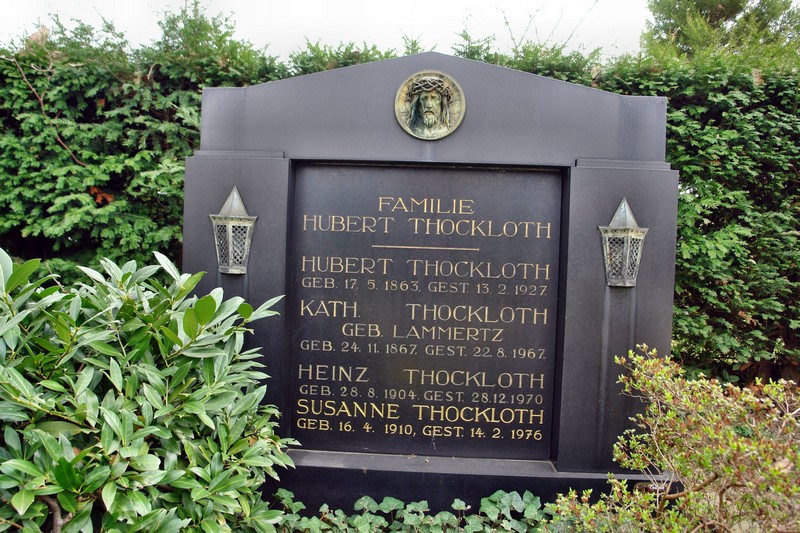 FAMILIE
HUBERT THOCKLOTH
HUBERT THOCKLOTH
GEB. 17. 5. 1863, GEST. 13. 2. 1927.
KATH. THOCKLOTH
GEB. LAMMERTZ
GEB. 24. 11. 1867, GEST. 22. 8. 1967.
HEINZ THOCKLOTH
GEB. 28. 8. 1904, GEST. 28.12.1970
SUSANNE THOCKLOTH
GEB. 16. 4. 1910, GEST. 14. 2. 1976